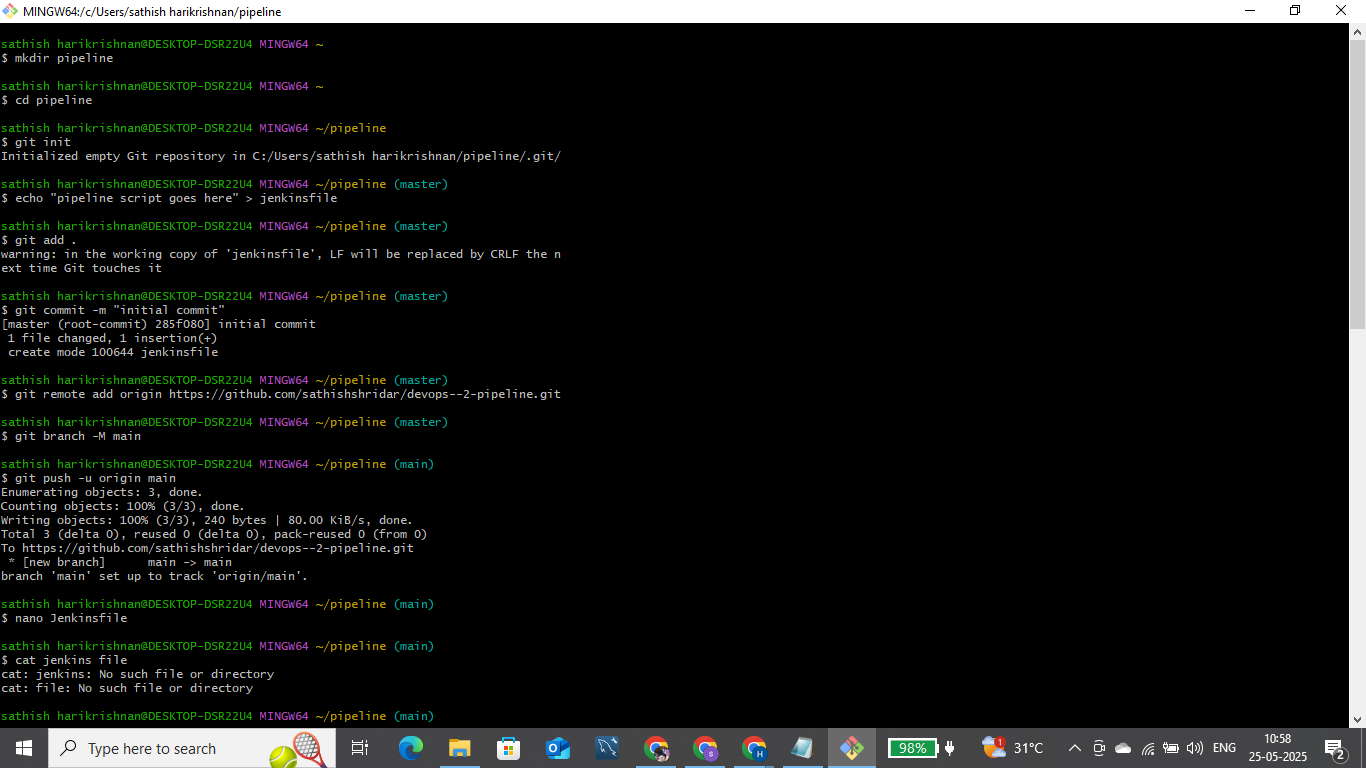 MINGW64:/c/Users/sathish harikrishnan/pipeline
sathish harikrishnan@DESKTOP-DSR22U4 MINGW64 ~
$ mkdir pipeline
sathish harikrishnan@DESKTOP-DSR22U4 MINGW64 ~
$ cd pipeline
sathish harikrishnan@DESKTOP-DSR22U4 MINGW64 ~/pipeline
$ git init
Initialized empty Git repository in C:/Users/sathish harikrishnan/pipeline/.git/
sathish harikrishnan@DESKTOP-DSR22U4 MINGW64 ~/pipeline (master)
$ echo "pipeline script goes here" > jenkinsfile
sathish harikrishnan@DESKTOP-DSR22U4 MINGW64 ~/pipeline (master)
$ git add .
warning: in the working copy of 'jenkinsfile', LF will be replaced by CRLF the n
ext time Git touches it
sathish harikrishnan@DESKTOP-DSR22U4 MINGW64 ~/pipeline (master)
$ git commit -m "initial commit"
[master (root-commit) 285f080] initial commit
 1 file changed, 1 insertion(+)
 create mode 100644 jenkinsfile
sathish harikrishnan@DESKTOP-DSR22U4 MINGW64 ~/pipeline (master)
$ git remote add origin https://github.com/sathishshridar/devops--2-pipeline.git
sathish harikrishnan@DESKTOP-DSR22U4 MINGW64 ~/pipeline (master)
$ git branch -M main
sathish harikrishnan@DESKTOP-DSR22U4 MINGW64 ~/pipeline (main)
$ git push -u origin main
Enumerating objects: 3, done.
Counting objects: 100% (3/3), done.
Writing objects: 100% (3/3), 240 bytes | 80.00 KiB/s, done.
Total 3 (delta 0), reused 0 (delta 0), pack-reused 0 (from 0)
To https://github.com/sathishshridar/devops--2-pipeline.git
 * [new branch]      main -> main
branch 'main' set up to track 'origin/main'.
sathish harikrishnan@DESKTOP-DSR22U4 MINGW64 ~/pipeline (main)
$ nano Jenkinsfile
sathish harikrishnan@DESKTOP-DSR22U4 MINGW64 ~/pipeline (main)
$ cat jenkins file
cat: jenkins: No such file or directory
cat: file: No such file or directory
sathish harikrishnan@DESKTOP-DSR22U4 MINGW64 ~/pipeline (main)
Type here to search
S
H
98%
1
31°C
ENG
10:58
25-05-2025
2